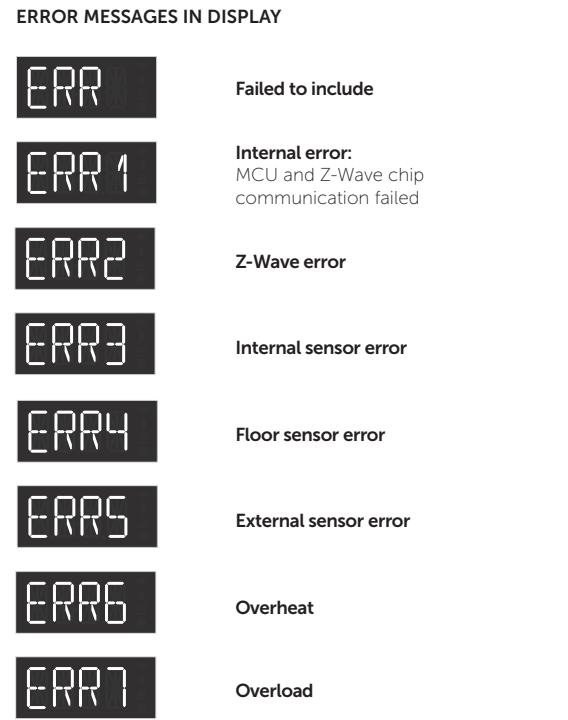 ERROR MESSAGES IN DISPLAY
ERR
Failed to include
ERR 1
Internal error:
MCU and Z-Wave chip
communication failed
ERR2
Z-Wave error
ERR3
Internal sensor error
ERR4
Floor sensor error
ERR5
External sensor error
ERR6
Overheat
ERR7
Overload